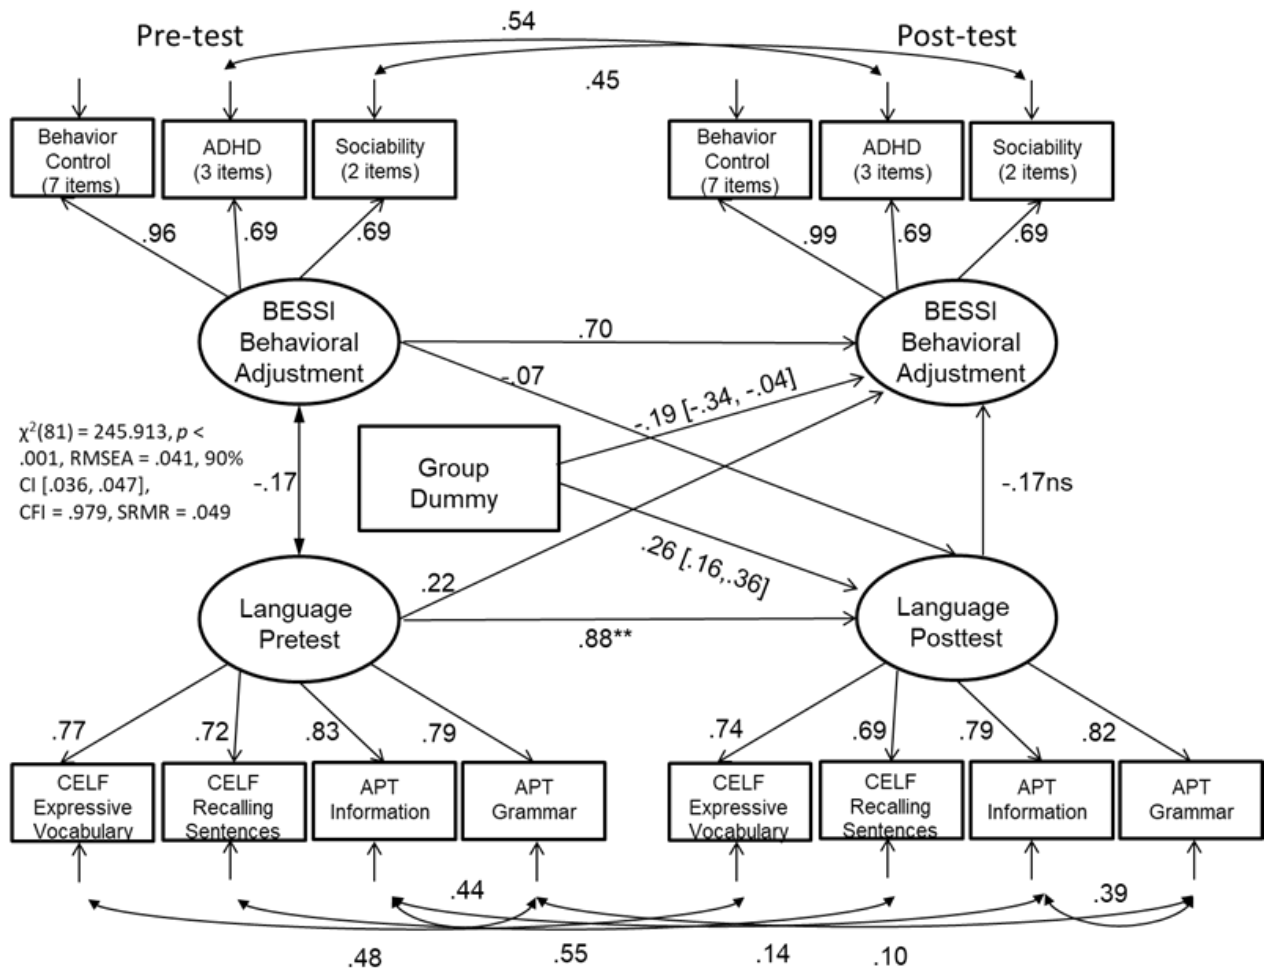 Pre-test
.54
Post-test
.45
Behavior
Control
(7 items)
ADHD
(3 items)
Sociability
(2 items)
Behavior
Control
(7 items)
ADHD
(3 items)
Sociability
(2 items)
.96
.69
.69
.99
.69
.69
BESSI
Behavioral
Adjustment
.70
BESSI
Behavioral
Adjustment
-.07
-.19 [-.34, -.04]
χ²(81) = 245.913, p <
.001, RMSEA = .041, 90%
CI [.036, .047],
CFI = .979, SRMR = .049
-.17
Group
Dummy
-.17ns
.26 [.16,.36]
.22
Language
Pretest
.88**
Language
Posttest
.77
.72
.83
.79
.74
.69
.79
.82
CELF
Expressive
Vocabulary
CELF
Recalling
Sentences
APT
Information
APT
Grammar
CELF
Expressive
Vocabulary
CELF
Recalling
Sentences
APT
Information
APT
Grammar
.44
.39
.48
.55
.14
.10